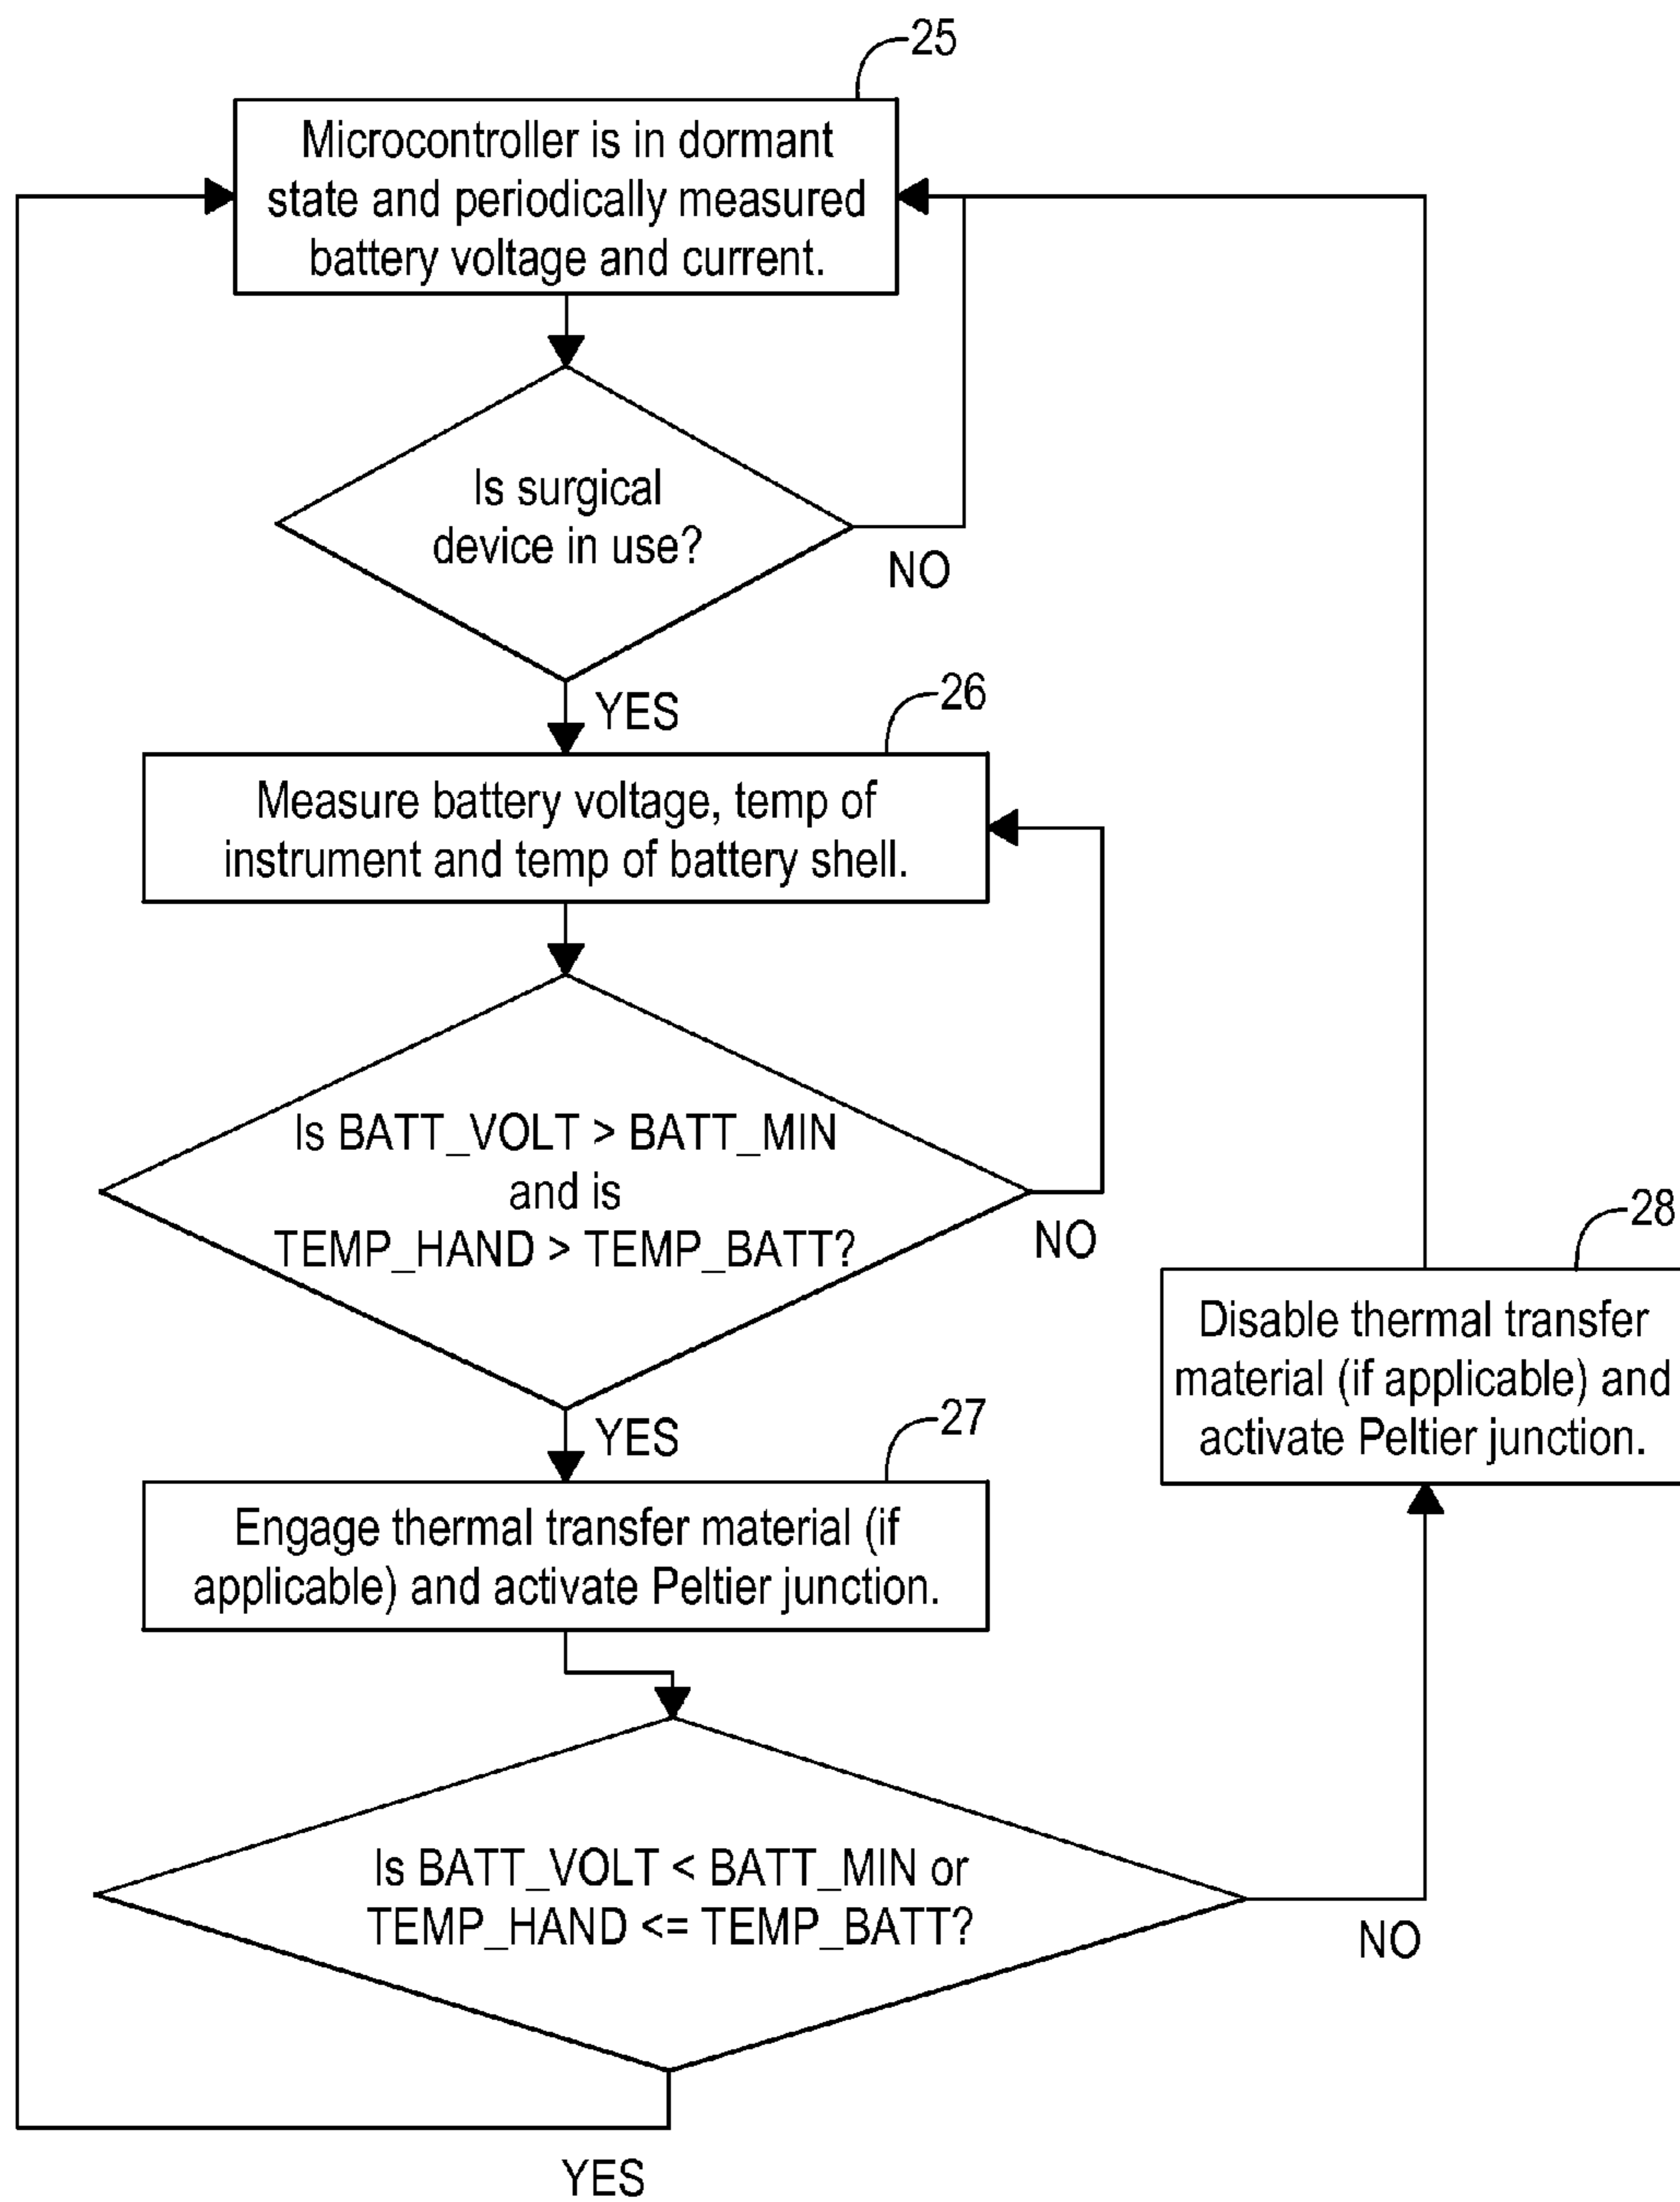 25
Microcontroller is in dormant
state and periodically measured
battery voltage and current.
Is surgical
device in use?
NO
YES
26
Measure battery voltage, temp of
instrument and temp of battery shell.
Is BATT_VOLT > BATT_MIN
and is
TEMP_HAND > TEMP_BATT?
NO
YES
27
Engage thermal transfer material (if
applicable) and activate Peltier junction.
28
Disable thermal transfer
material (if applicable) and
activate Peltier junction.
Is BATT_VOLT < BATT_MIN or
TEMP_HAND <= TEMP_BATT?
NO
YES